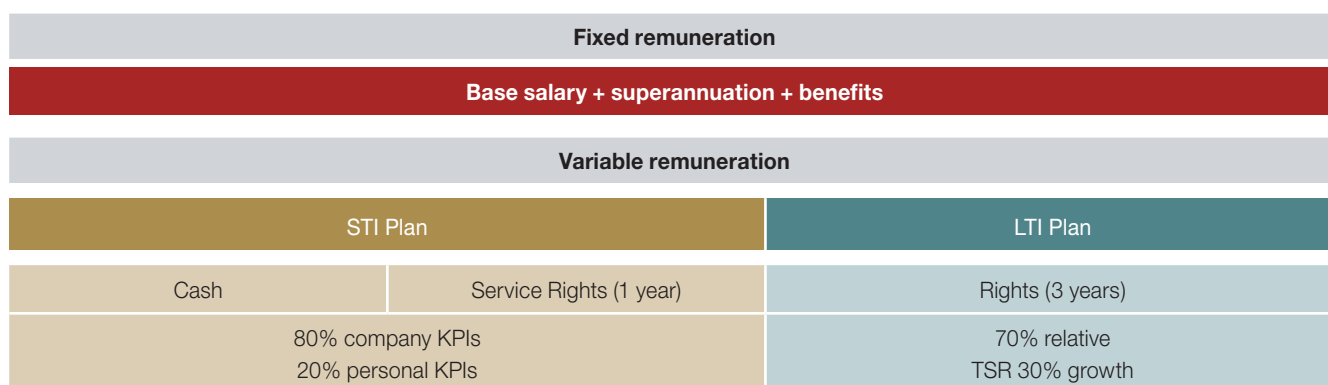 Fixed remuneration
Base salary + superannuation + benefits
Variable remuneration
STI Plan
LTI Plan
Cash
Service Rights (1 year)
Rights (3 years)
80% company KPIs
20% personal KPIs
70% relative
TSR 30% growth